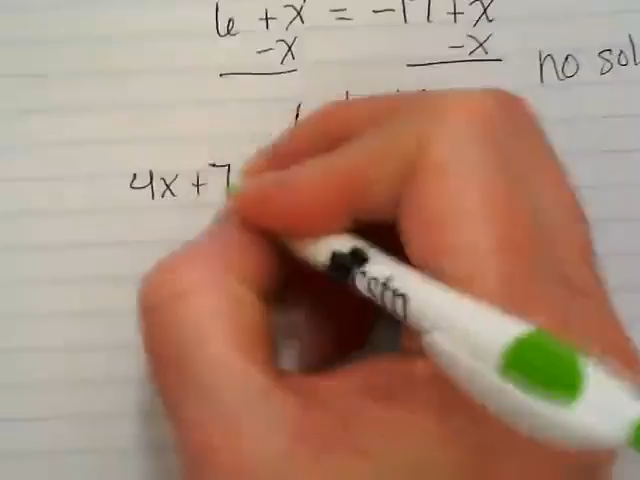 6 + x = -17 + x
-x -x no sol
4x + 7